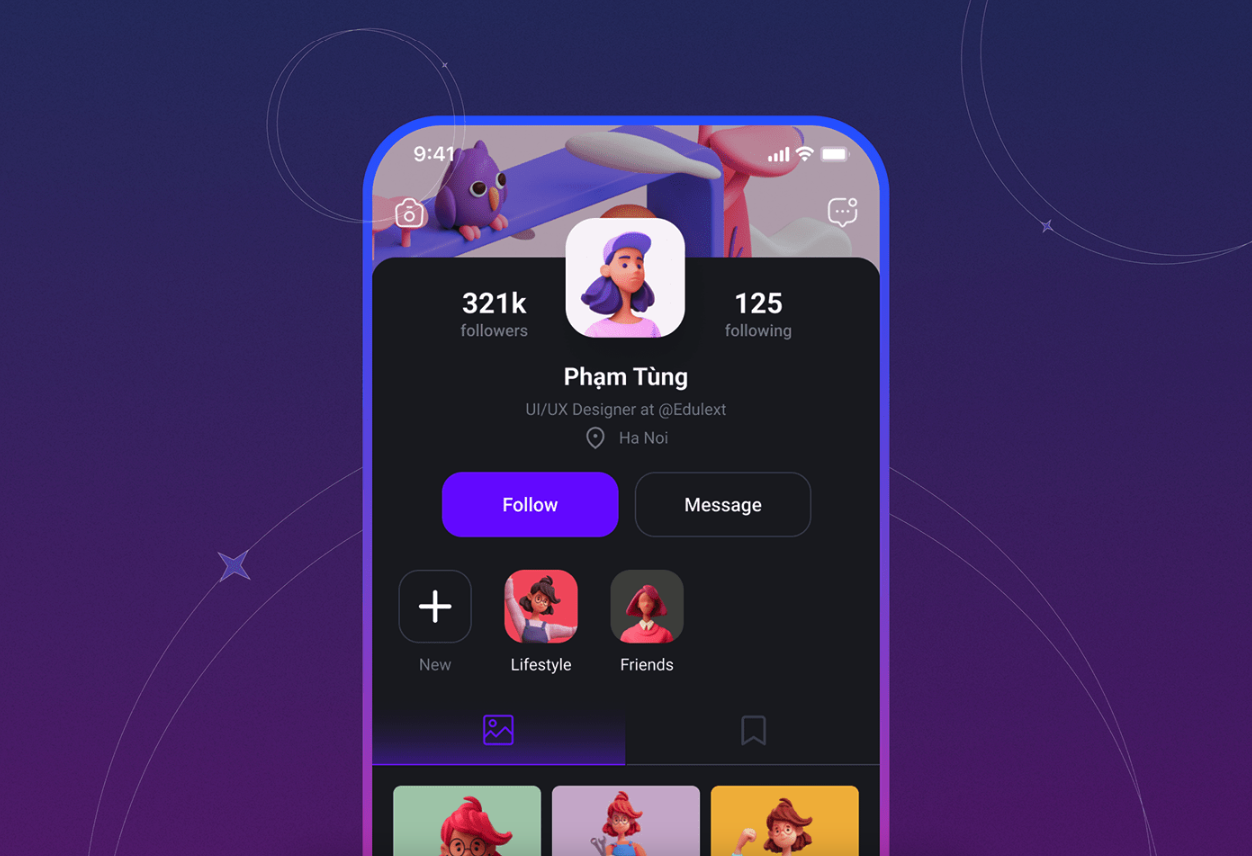 9:41
321k
followers
125
following
Phạm Tùng
UI/UX Designer at @Edulext
Ha Noi
Follow
Message
New
Lifestyle
Friends